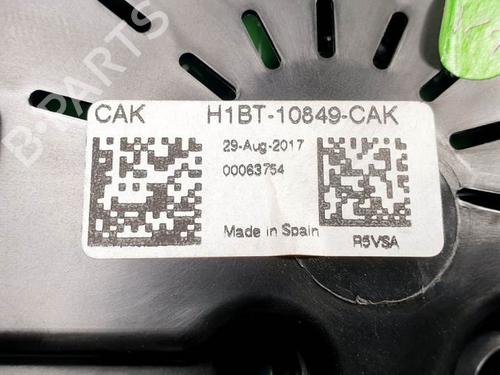 CAK H1BT-10849-CAK
29-Aug-2017
00063754
Made in Spain
R5VSA
B-PARTS